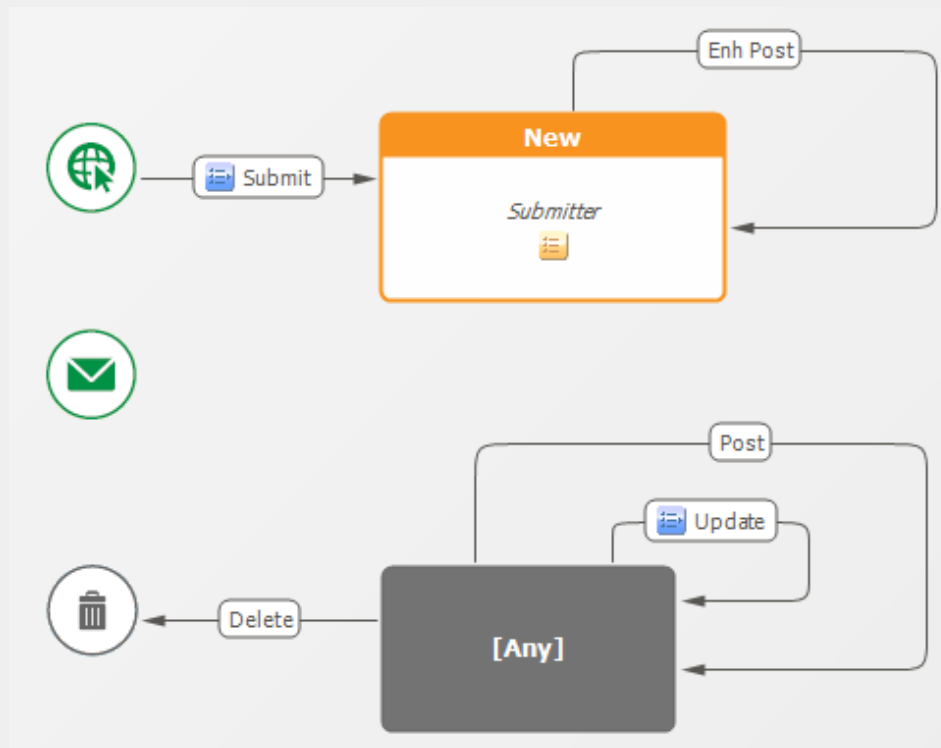 Enh Post
New
Submit
Submitter
Post
Update
Delete
[Any]